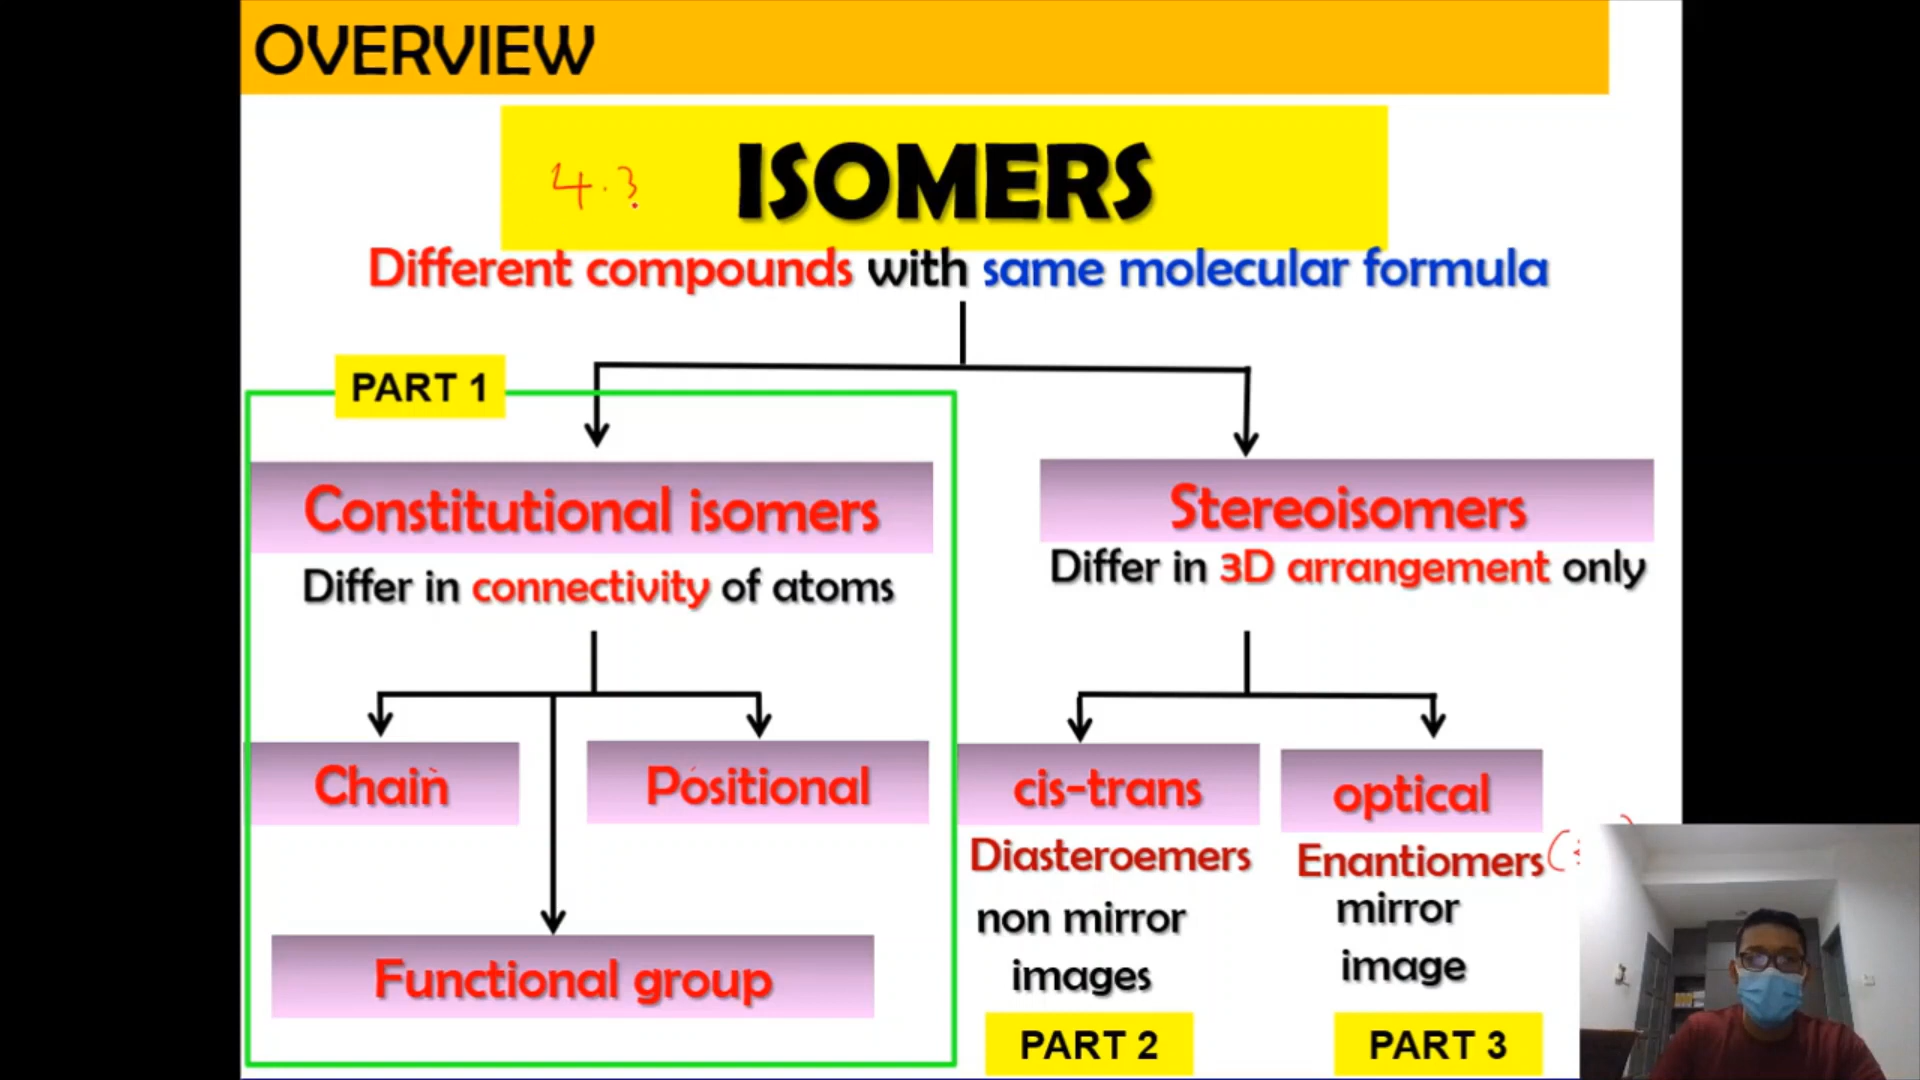 OVERVIEW
4.3
ISOMERS
Different compounds with same molecular formula
PART 1
Constitutional isomers
Differ in connectivity of atoms
Chain
Positional
Functional group
Stereoisomers
Differ in 3D arrangement only
cis-trans
Diasteroemers
non mirror
images
PART 2
optical
Enantiomers
mirror
image
PART 3